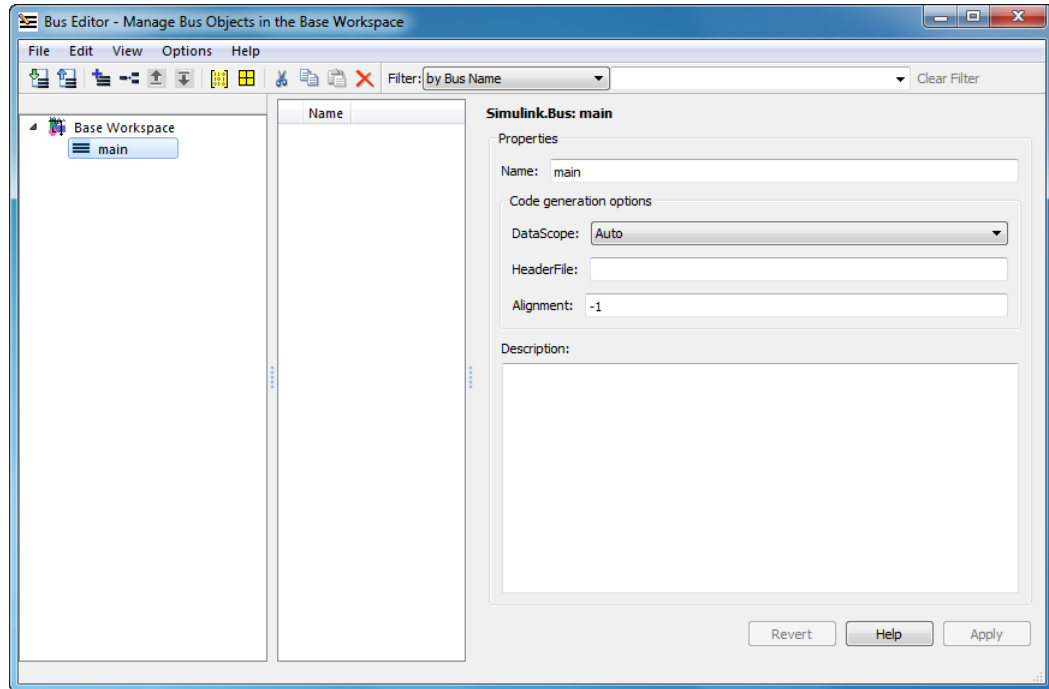 Bus Editor - Manage Bus Objects in the Base Workspace
File Edit View Options Help
Filter: by Bus Name Clear Filter
Base Workspace
main
Name
Simulink.Bus: main
Properties
Name: main
Code generation options
DataScope: Auto
HeaderFile:
Alignment: -1
Description:
Revert Help Apply